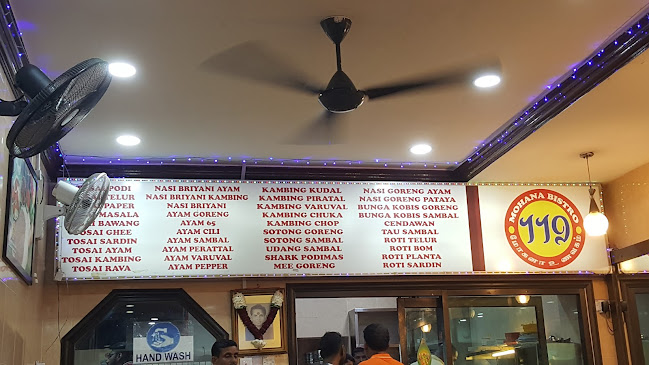 PODI
TELUR
PAPER
MASALA
BAWANG
TOSAI GHEE
TOSAI SARDIN
TOSAI AYAM
TOSAI KAMBING
TOSAI RAVA
NASI BRIYANI AYAM
NASI BRIYANI KAMBING
NASI BRIYANI
AYAM GORENG
AYAM 65
AYAM CILI
AYAM SAMBAL
AYAM PERATTAL
AYAM VARUVAL
AYAM PEPPER
KAMBING KUDAL
KAMBING PIRATAL
KAMBING VARUVAL
KAMBING CHUKA
KAMBING CHOP
SOTONG GORENG
SOTONG SAMBAL
UDANG SAMBAL
SHARK PODIMAS
MEE GORENG
NASI GORENG AYAM
NASI GORENG PATAYA
BUNGA KOBIS GORENG
BUNGA KOBIS SAMBAL
CENDAWAN
TAU SAMBAL
ROTI TELUR
ROTI BOM
ROTI PLANTA
ROTI SARDIN
MOHANA BISTRO
119
HAND WASH